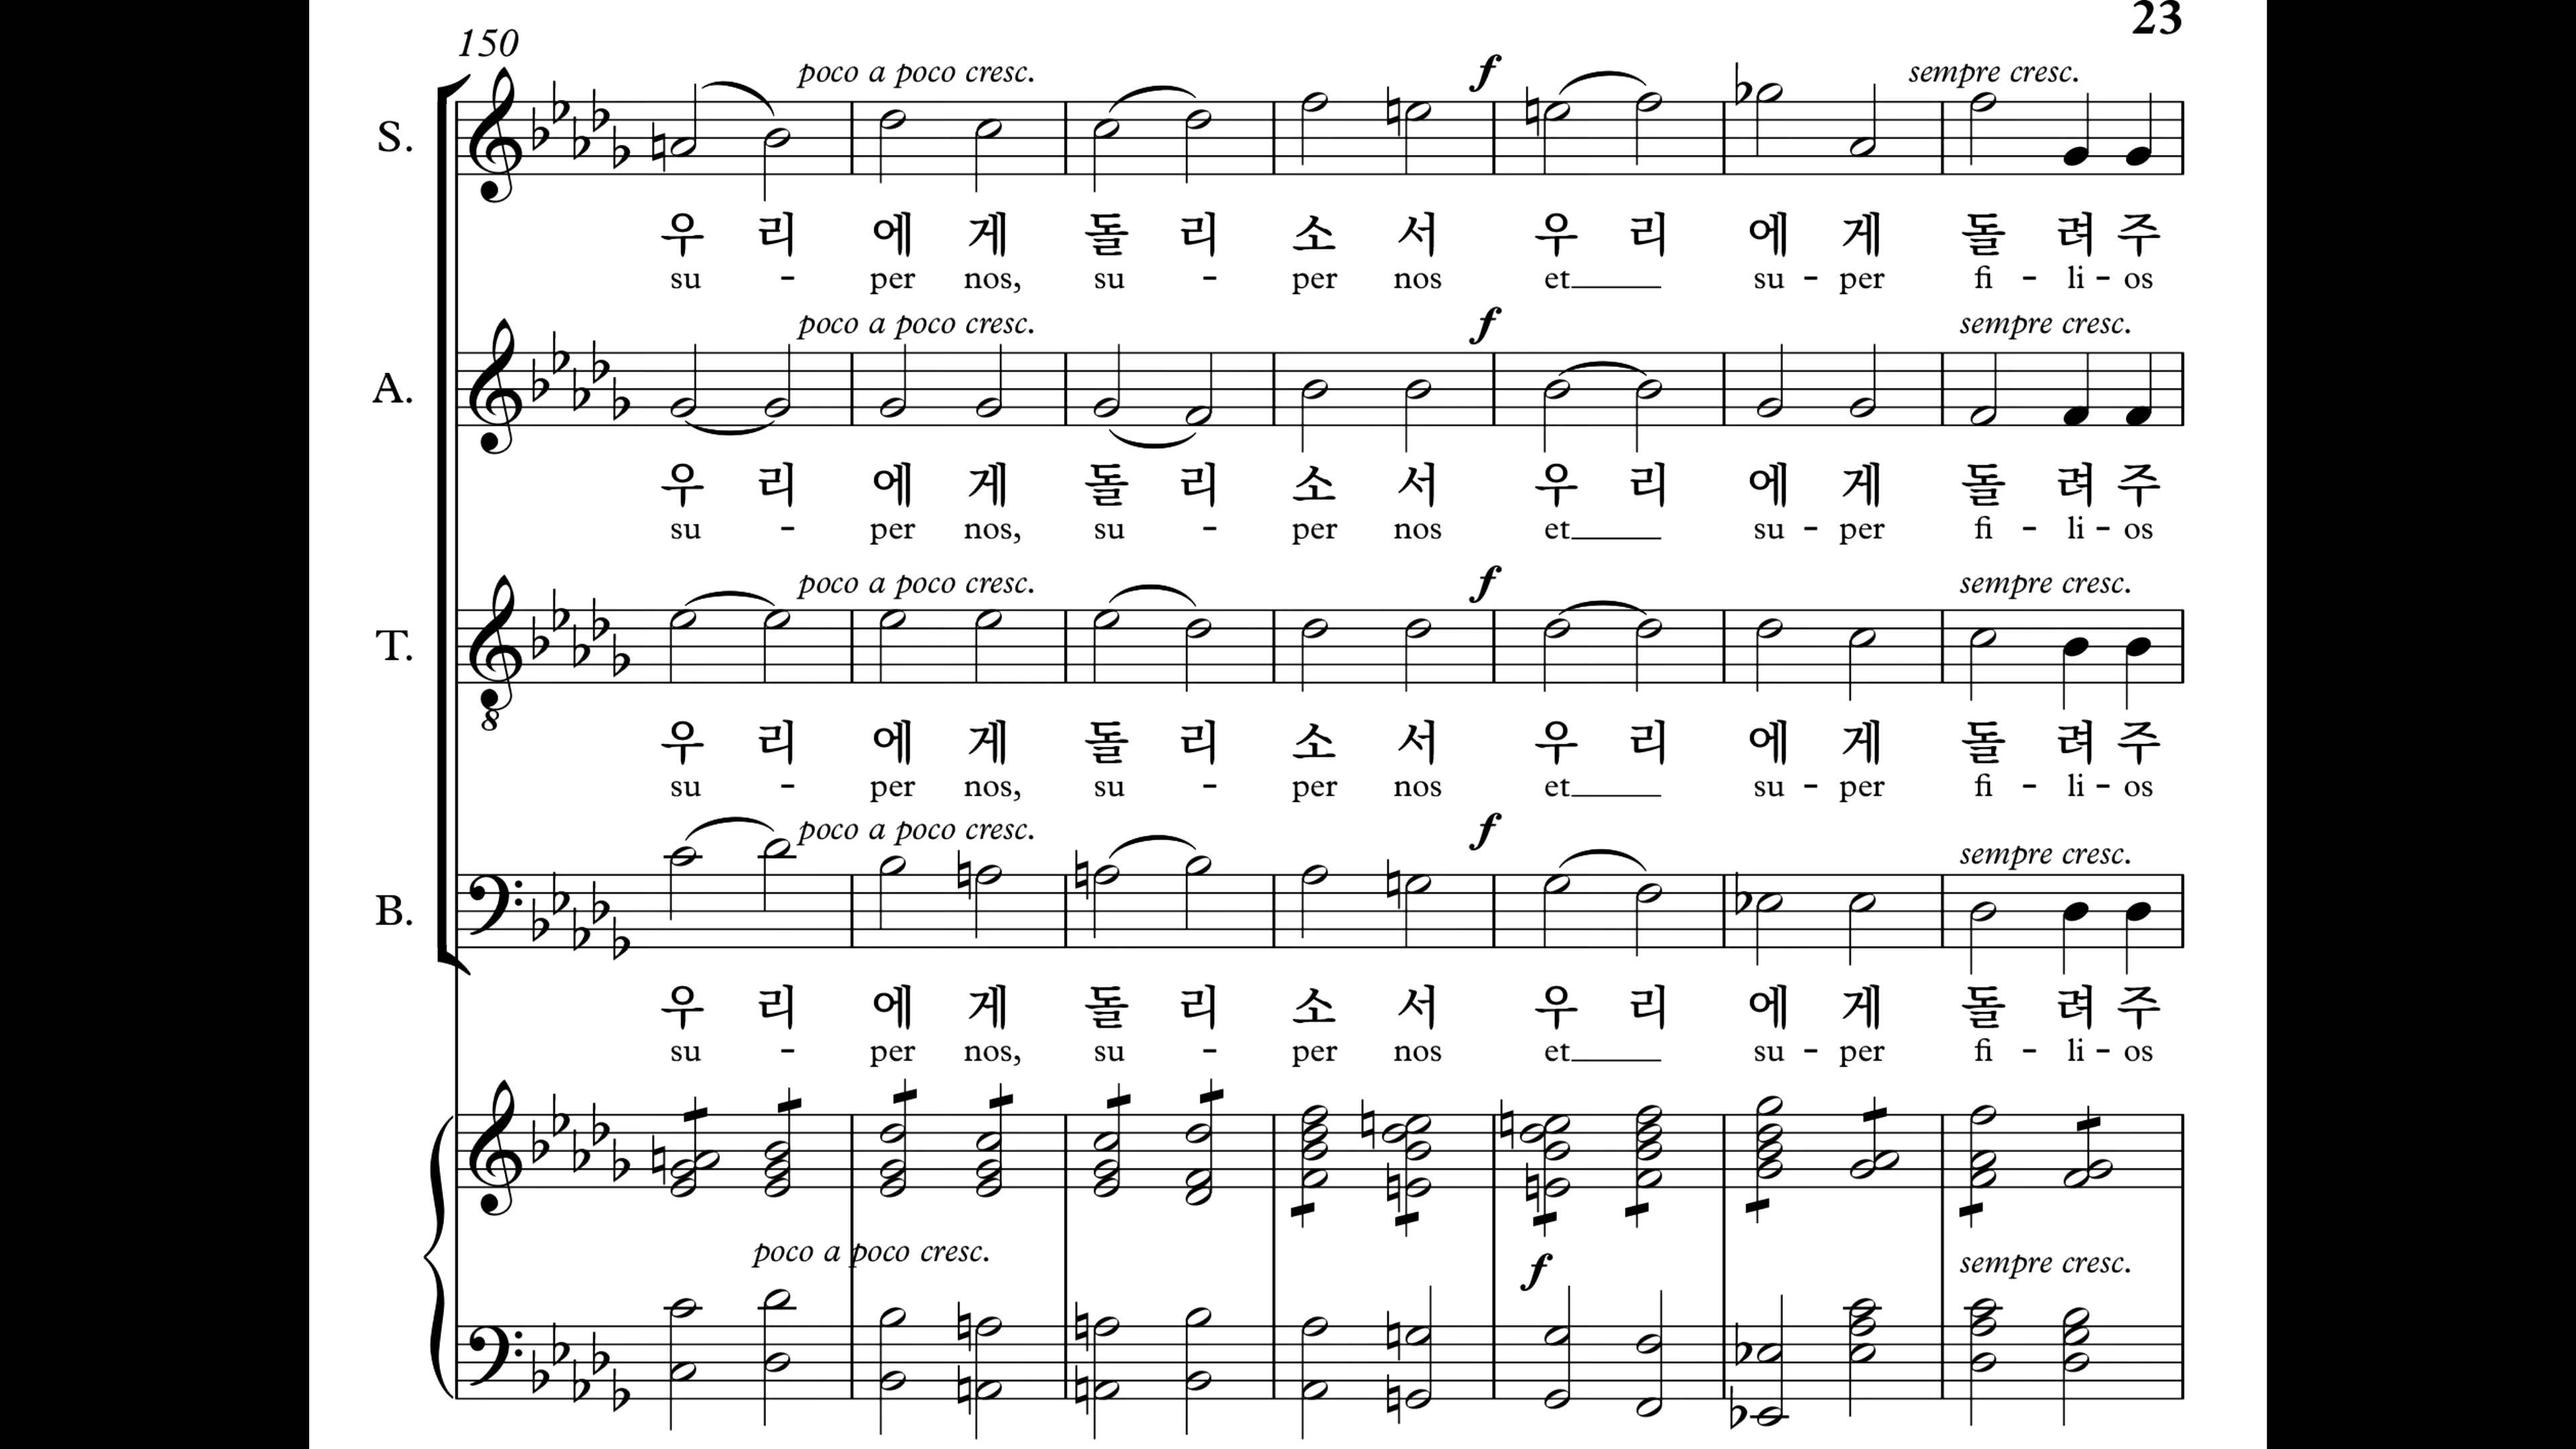 23
150
poco a poco cresc. f sempre cresc.
S.
우 리 에 게 돌 리 소 서 우 리 에 게 돌 려 주
su - per nos, su - per nos et su - per fi - li - os
poco a poco cresc. f sempre cresc.
A.
우 리 에 게 돌 리 소 서 우 리 에 게 돌 려 주
su - per nos, su - per nos et su - per fi - li - os
poco a poco cresc. f sempre cresc.
T.
8
우 리 에 게 돌 리 소 서 우 리 에 게 돌 려 주
su - per nos, su - per nos et su - per fi - li - os
poco a poco cresc. f sempre cresc.
B.
우 리 에 게 돌 리 소 서 우 리 에 게 돌 려 주
su - per nos, su - per nos et su - per fi - li - os
poco a poco cresc. f sempre cresc.